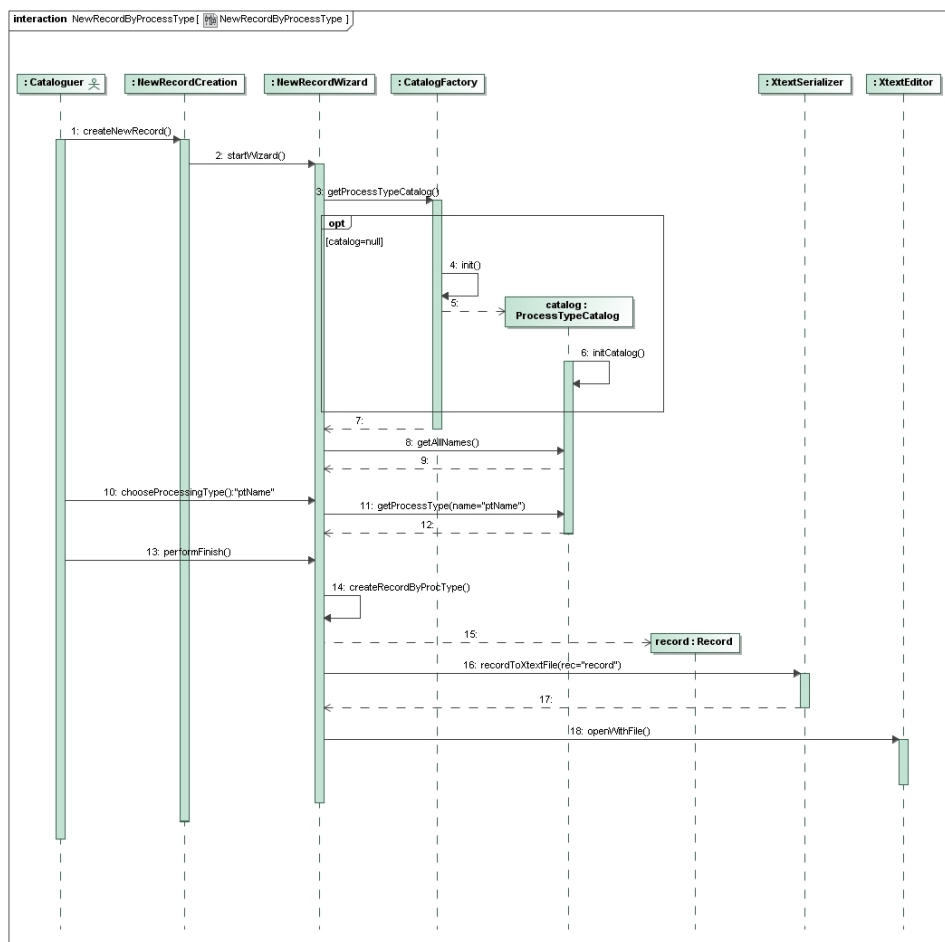 interaction NewRecordByProcessType [ NewRecordByProcessType ]
: Cataloguer
: NewRecordCreation
: NewRecordWizard
: CatalogFactory
: XtextSerializer
: XtextEditor
1: createNewRecord()
2: startWizard()
3: getProcessTypeCatalog()
opt
[catalog=null]
4: init()
5:
catalog :
ProcessTypeCatalog
6: initCatalog()
7:
8: getAllNames()
9:
10: chooseProcessingType():"ptName"
11: getProcessType(name="ptName")
12:
13: performFinish()
14: createRecordByProcType()
15:
record : Record
16: recordToXtextFile(rec="record")
17:
18: openWithFile()